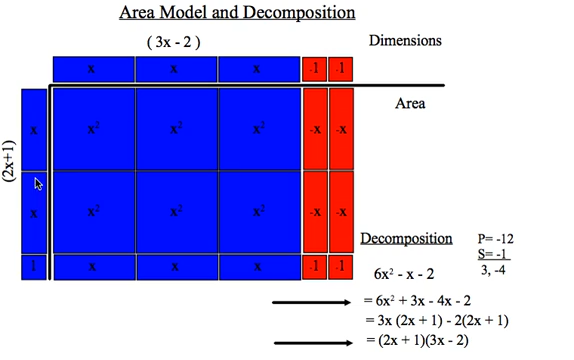 Area Model and Decomposition
( 3x - 2 )
Dimensions
x x x -1 -1
Area
(2x+1)
x x² x² x² -x -x
x x² x² x² -x -x
1 x x x -1 -1
Decomposition
P= -12
S= -1
3, -4
6x² - x - 2
= 6x² + 3x - 4x - 2
= 3x (2x + 1) - 2(2x + 1)
= (2x + 1)(3x - 2)